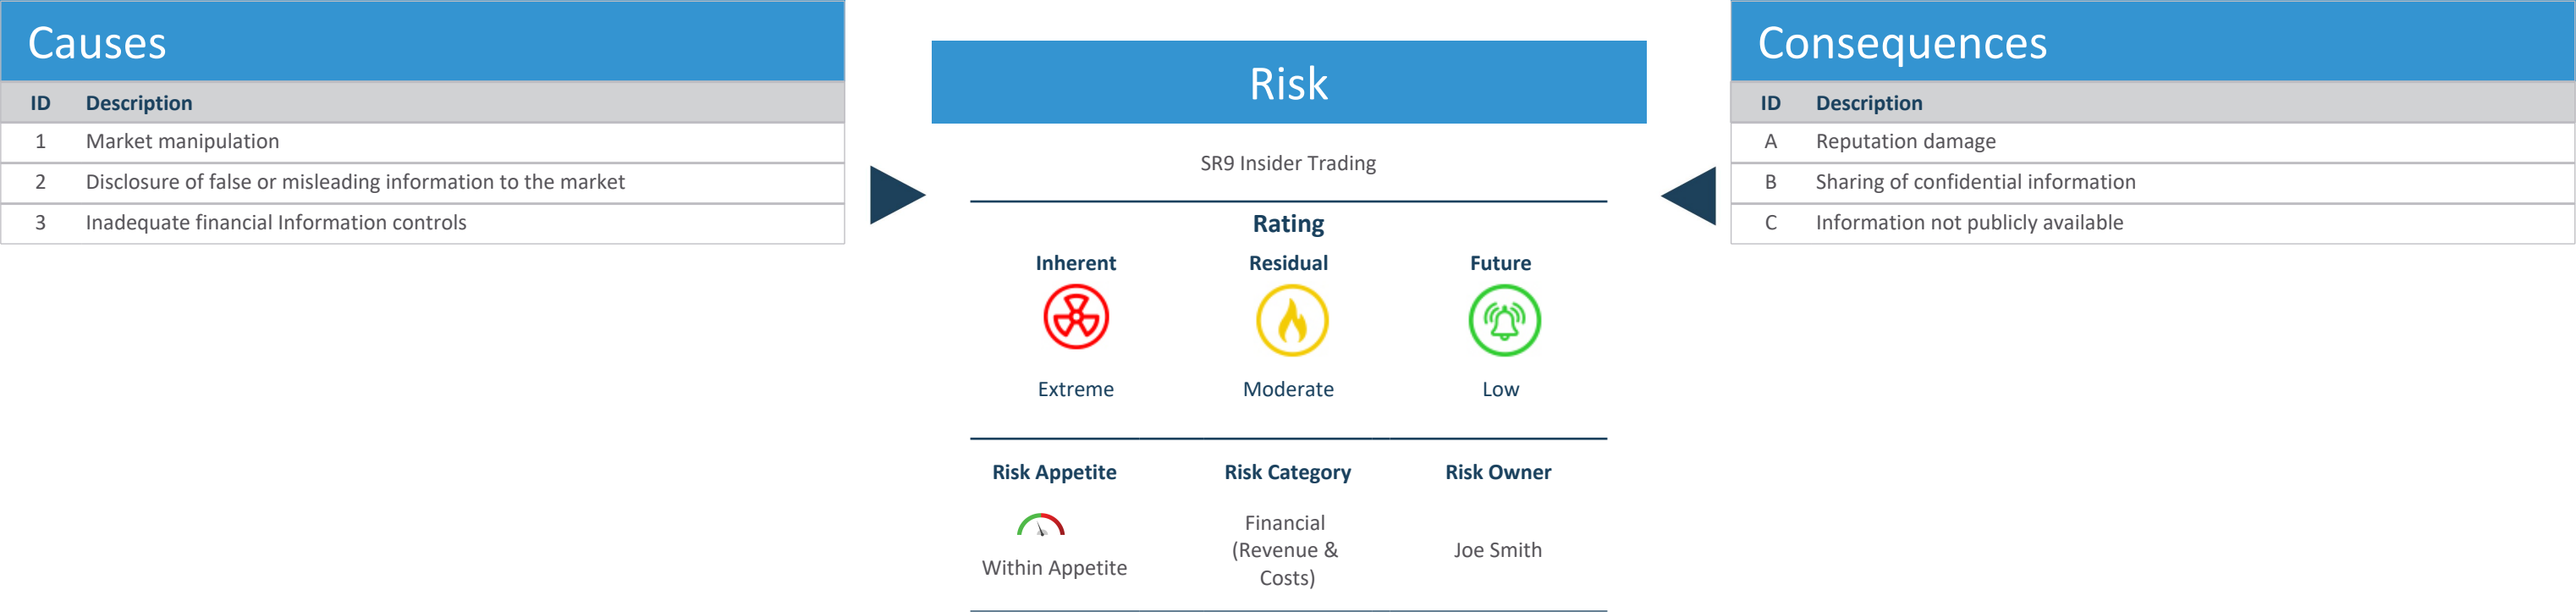 Causes
ID Description
1 Market manipulation
2 Disclosure of false or misleading information to the market
3 Inadequate financial Information controls
Risk
SR9 Insider Trading
Rating
Inherent Residual Future
Extreme Moderate Low
Risk Appetite Risk Category Risk Owner
Within Appetite
Financial
(Revenue &
Costs)
Joe Smith
Consequences
ID Description
A Reputation damage
B Sharing of confidential information
C Information not publicly available